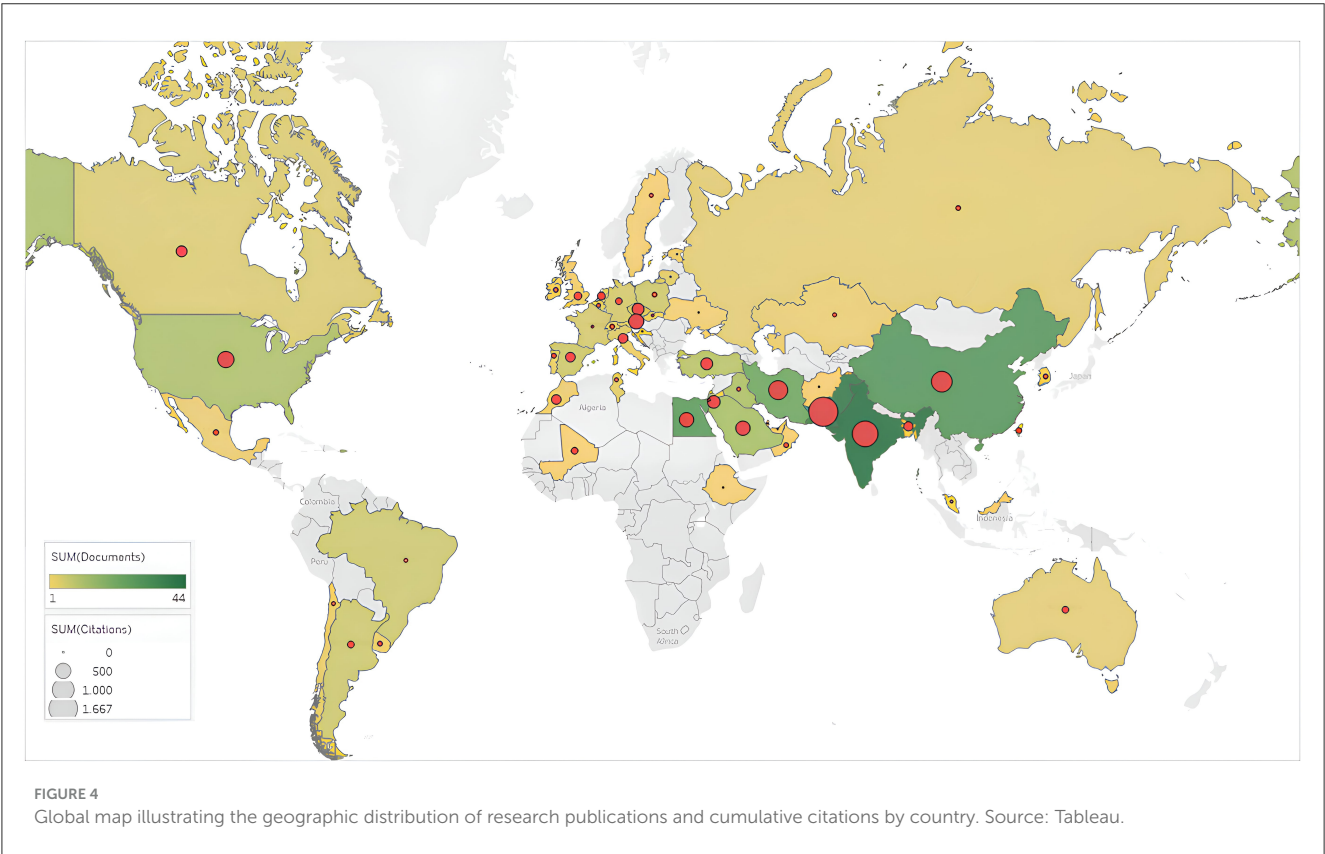 Algeria
Japan
Colombia
Indonesia
Peru
South
Africa
SUM(Documents)
1 44
SUM(Citations)
0
500
1.000
1.667
FIGURE 4
Global map illustrating the geographic distribution of research publications and cumulative citations by country. Source: Tableau.